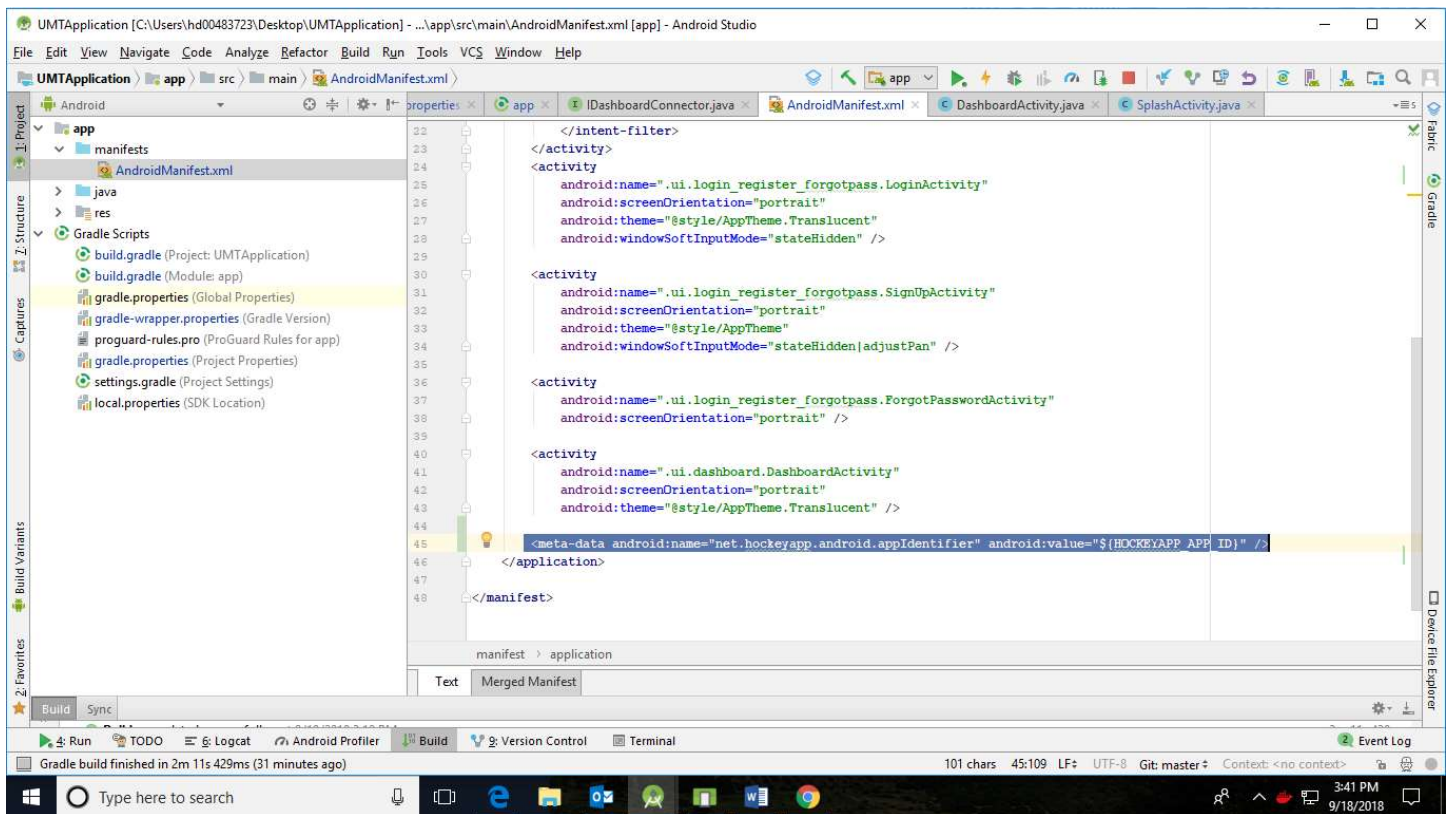 UMTApplication [C:\Users\hd00483723\Desktop\UMTApplication] - ...\app\src\main\AndroidManifest.xml [app] - Android Studio
File Edit View Navigate Code Analyze Refactor Build Run Tools VCS Window Help
UMTApplication app src main AndroidManifest.xml
app
Android
properties app IDashboardConnector.java AndroidManifest.xml DashboardActivity.java SplashActivity.java
1: Project
7: Structure
Captures
Build Variants
2: Favorites
app
manifests
AndroidManifest.xml
java
res
Gradle Scripts
build.gradle (Project: UMTApplication)
build.gradle (Module: app)
gradle.properties (Global Properties)
gradle-wrapper.properties (Gradle Version)
proguard-rules.pro (ProGuard Rules for app)
gradle.properties (Project Properties)
settings.gradle (Project Settings)
local.properties (SDK Location)
22 </intent-filter>
23 </activity>
24 <activity
25 android:name=".ui.login_register_forgotpass.LoginActivity"
26 android:screenOrientation="portrait"
27 android:theme="@style/AppTheme.Translucent"
28 android:windowSoftInputMode="stateHidden" />
29
30 <activity
31 android:name=".ui.login_register_forgotpass.SignUpActivity"
32 android:screenOrientation="portrait"
33 android:theme="@style/AppTheme"
34 android:windowSoftInputMode="stateHidden|adjustPan" />
35
36 <activity
37 android:name=".ui.login_register_forgotpass.ForgotPasswordActivity"
38 android:screenOrientation="portrait" />
39
40 <activity
41 android:name=".ui.dashboard.DashboardActivity"
42 android:screenOrientation="portrait"
43 android:theme="@style/AppTheme.Translucent" />
44
45 <meta-data android:name="net.hockeyapp.android.appIdentifier" android:value="${HOCKEYAPP_APP_ID}" />
46 </application>
47
48 </manifest>
manifest application
Text Merged Manifest
Fabric
Gradle
Device File Explorer
Build Sync
4: Run TODO 6: Logcat Android Profiler Build 9: Version Control Terminal 2 Event Log
Gradle build finished in 2m 11s 429ms (31 minutes ago) 101 chars 45:109 LF UTF-8 Git: master Context: <no context>
Type here to search
3:41 PM
9/18/2018